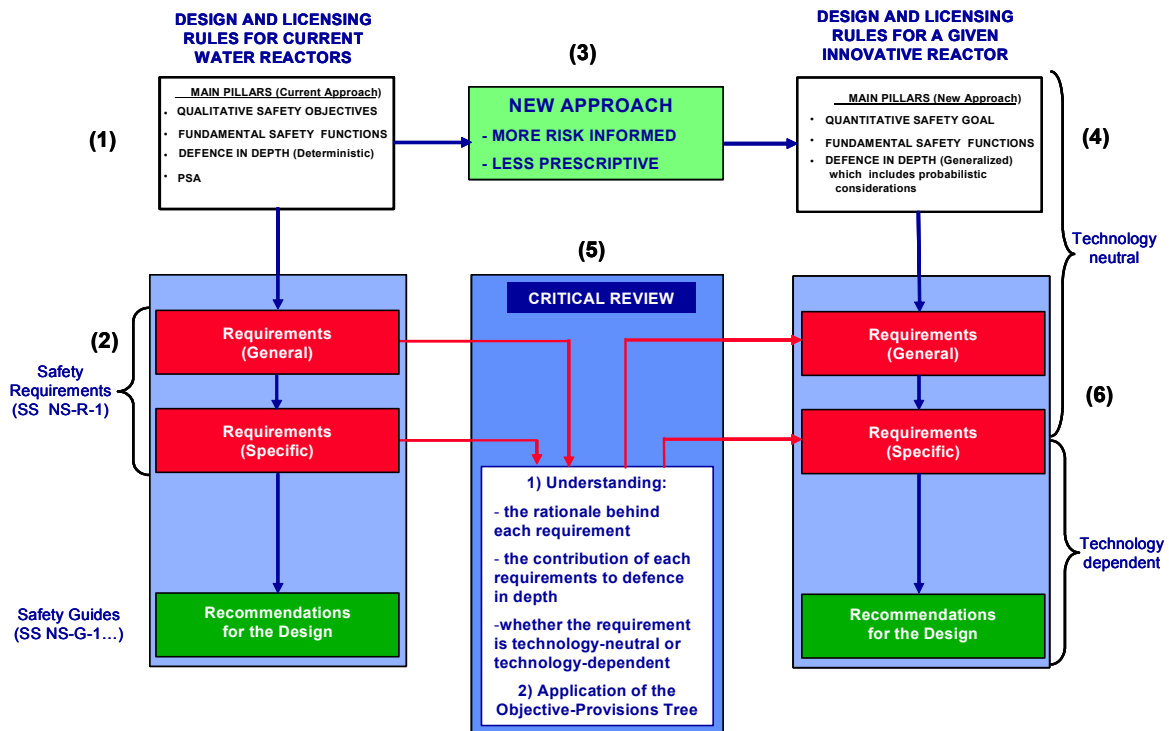 DESIGN AND LICENSING
RULES FOR CURRENT
WATER REACTORS
(3)
DESIGN AND LICENSING
RULES FOR A GIVEN
INNOVATIVE REACTOR
(1)
MAIN PILLARS (Current Approach)
• QUALITATIVE SAFETY OBJECTIVES
• FUNDAMENTAL SAFETY FUNCTIONS
• DEFENCE IN DEPTH (Deterministic)
• PSA
NEW APPROACH
- MORE RISK INFORMED
- LESS PRESCRIPTIVE
MAIN PILLARS (New Approach)
• QUANTITATIVE SAFETY GOAL
• FUNDAMENTAL SAFETY FUNCTIONS
• DEFENCE IN DEPTH (Generalized)
which includes probabilistic
considerations
(4)
Technology
neutral
(5)
(2)
Safety
Requirements
(SS NS-R-1)
Requirements
(General)
Requirements
(Specific)
Safety Guides
(SS NS-G-1...)
Recommendations
for the Design
CRITICAL REVIEW
1) Understanding:
- the rationale behind
each requirement
- the contribution of each
requirements to defence
in depth
-whether the requirement
is technology-neutral or
technology-dependent
2) Application of the
Objective-Provisions Tree
Requirements
(General)
Requirements
(Specific)
Recommendations
for the Design
(6)
Technology
dependent